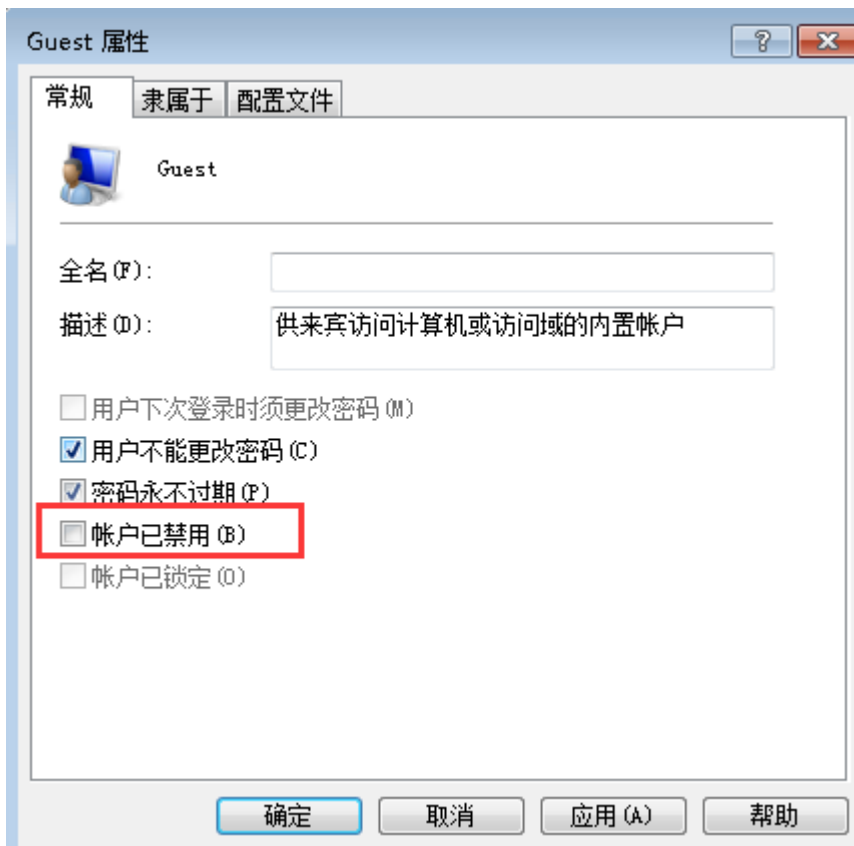 Guest 属性
常规 隶属于 配置文件
Guest
全名(F):
描述(D): 供来宾访问计算机或访问域的内置帐户
用户下次登录时须更改密码(M)
用户不能更改密码(C)
密码永不过期(P)
帐户已禁用(B)
帐户已锁定(O)
确定 取消 应用(A) 帮助